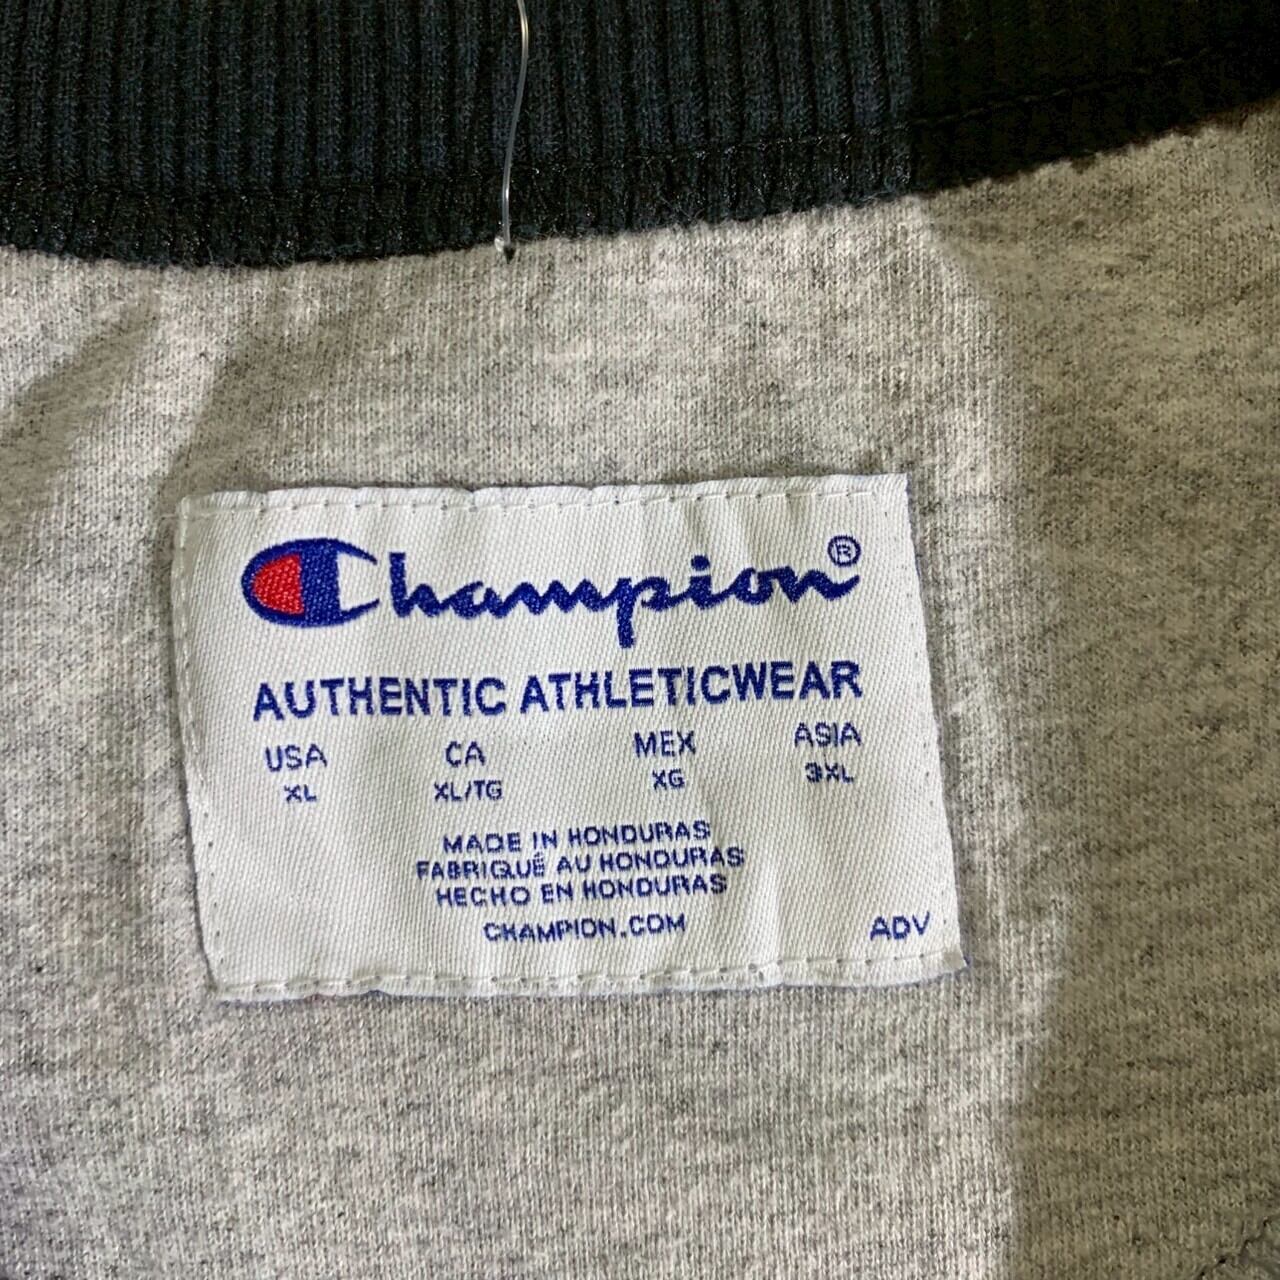 Champion®
AUTHENTIC ATHLETICWEAR
USA CA MEX ASIA
XL XL/TG XG 3XL
MADE IN HONDURAS
FABRIQUÉ AU HONDURAS
HECHO EN HONDURAS
CHAMPION.COM ADV